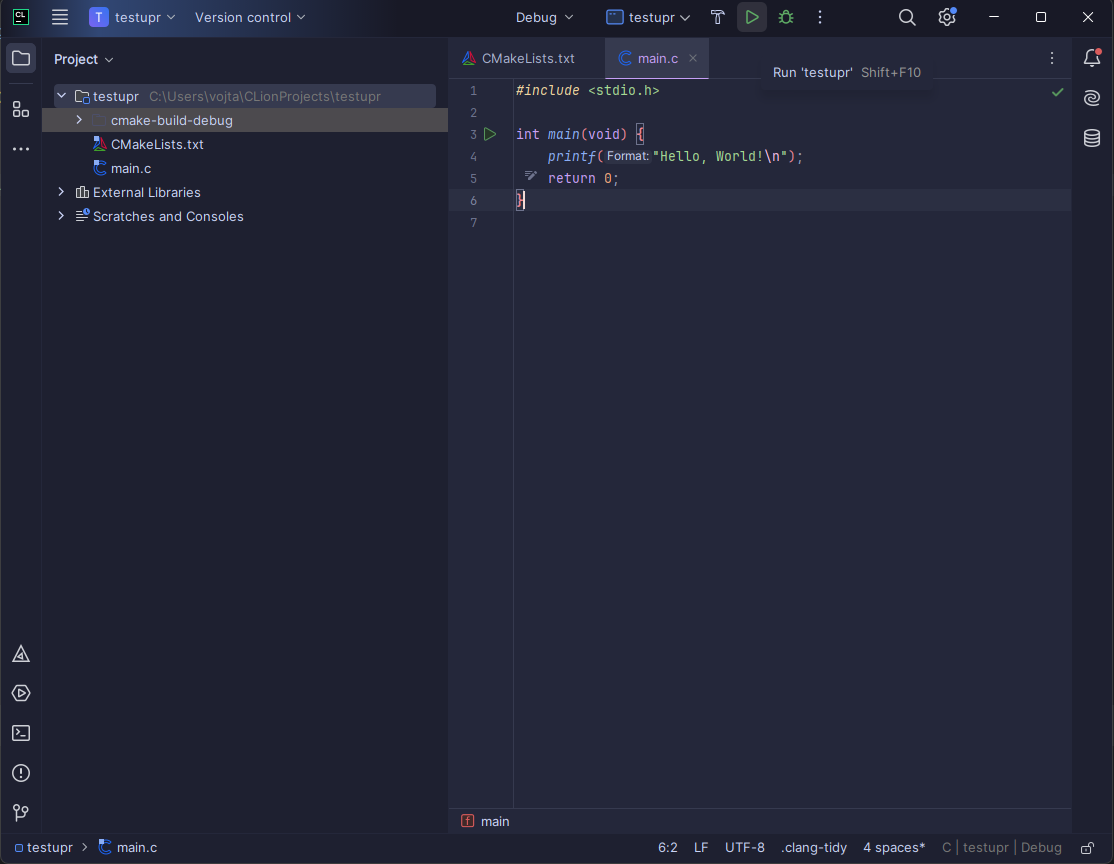 CL
T testupr Version control Debug testupr
Project
CMakeLists.txt main.c
Run 'testupr' Shift+F10
testupr C:\Users\vojta\CLionProjects\testupr
cmake-build-debug
CMakeLists.txt
main.c
External Libraries
Scratches and Consoles
1 #include <stdio.h>
2
3 int main(void) {
4 printf(Format: "Hello, World!\n");
5 return 0;
6 }
7
f main
testupr > main.c
6:2 LF UTF-8 .clang-tidy 4 spaces* C | testupr | Debug